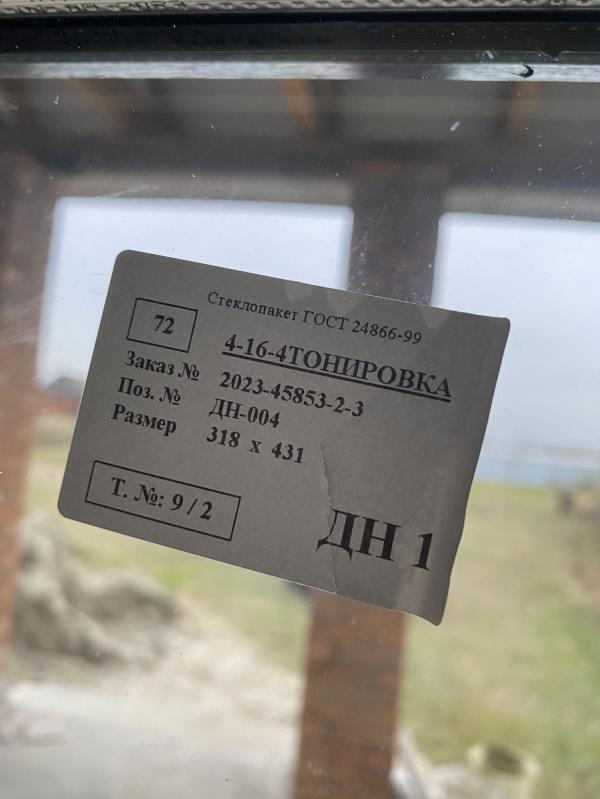 Стеклопакет ГОСТ 24866-99
72
4-16-4ТОНИРОВКА
Заказ № 2023-45853-2-3
Поз. № ДН-004
Размер 318 x 431
Т. №: 9 / 2
ДН 1